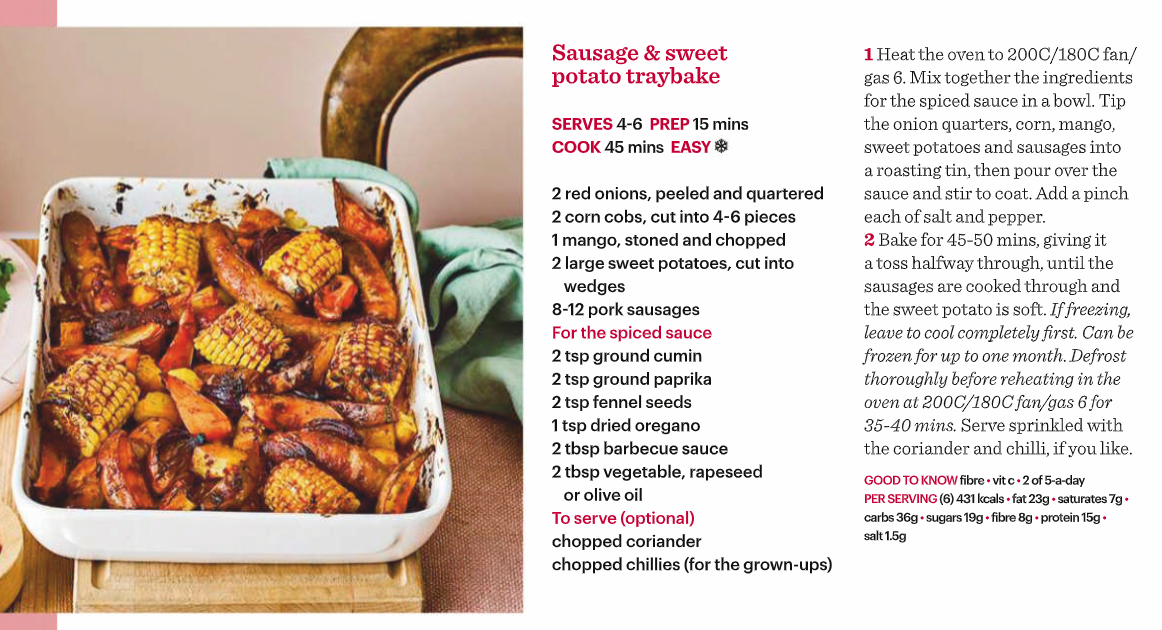 Sausage & sweet
potato traybake
SERVES 4-6 PREP 15 mins
COOK 45 mins EASY ❄
2 red onions, peeled and quartered
2 corn cobs, cut into 4-6 pieces
1 mango, stoned and chopped
2 large sweet potatoes, cut into
wedges
8-12 pork sausages
For the spiced sauce
2 tsp ground cumin
2 tsp ground paprika
2 tsp fennel seeds
1 tsp dried oregano
2 tbsp barbecue sauce
2 tbsp vegetable, rapeseed
or olive oil
To serve (optional)
chopped coriander
chopped chillies (for the grown-ups)
1 Heat the oven to 200C/180C fan/
gas 6. Mix together the ingredients
for the spiced sauce in a bowl. Tip
the onion quarters, corn, mango,
sweet potatoes and sausages into
a roasting tin, then pour over the
sauce and stir to coat. Add a pinch
each of salt and pepper.
2 Bake for 45-50 mins, giving it
a toss halfway through, until the
sausages are cooked through and
the sweet potato is soft. If freezing,
leave to cool completely first. Can be
frozen for up to one month. Defrost
thoroughly before reheating in the
oven at 200C/180C fan/gas 6 for
35-40 mins. Serve sprinkled with
the coriander and chilli, if you like.
GOOD TO KNOW fibre • vit c • 2 of 5-a-day
PER SERVING (6) 431 kcals • fat 23g • saturates 7g •
carbs 36g • sugars 19g • fibre 8g • protein 15g •
salt 1.5g